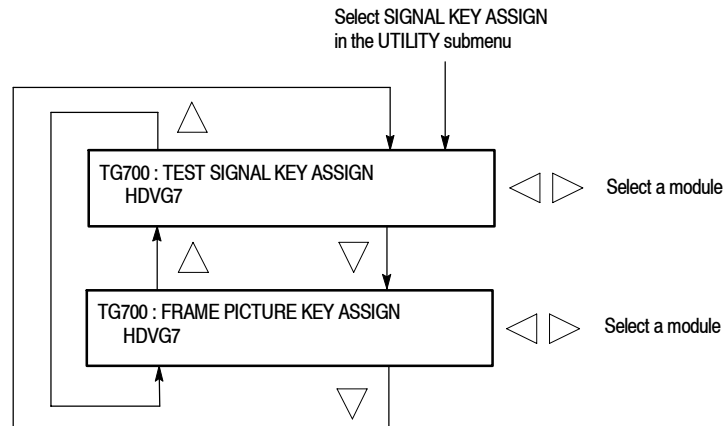 Select SIGNAL KEY ASSIGN
in the UTILITY submenu
TG700 : TEST SIGNAL KEY ASSIGN
HDVG7
Select a module
TG700 : FRAME PICTURE KEY ASSIGN
HDVG7
Select a module